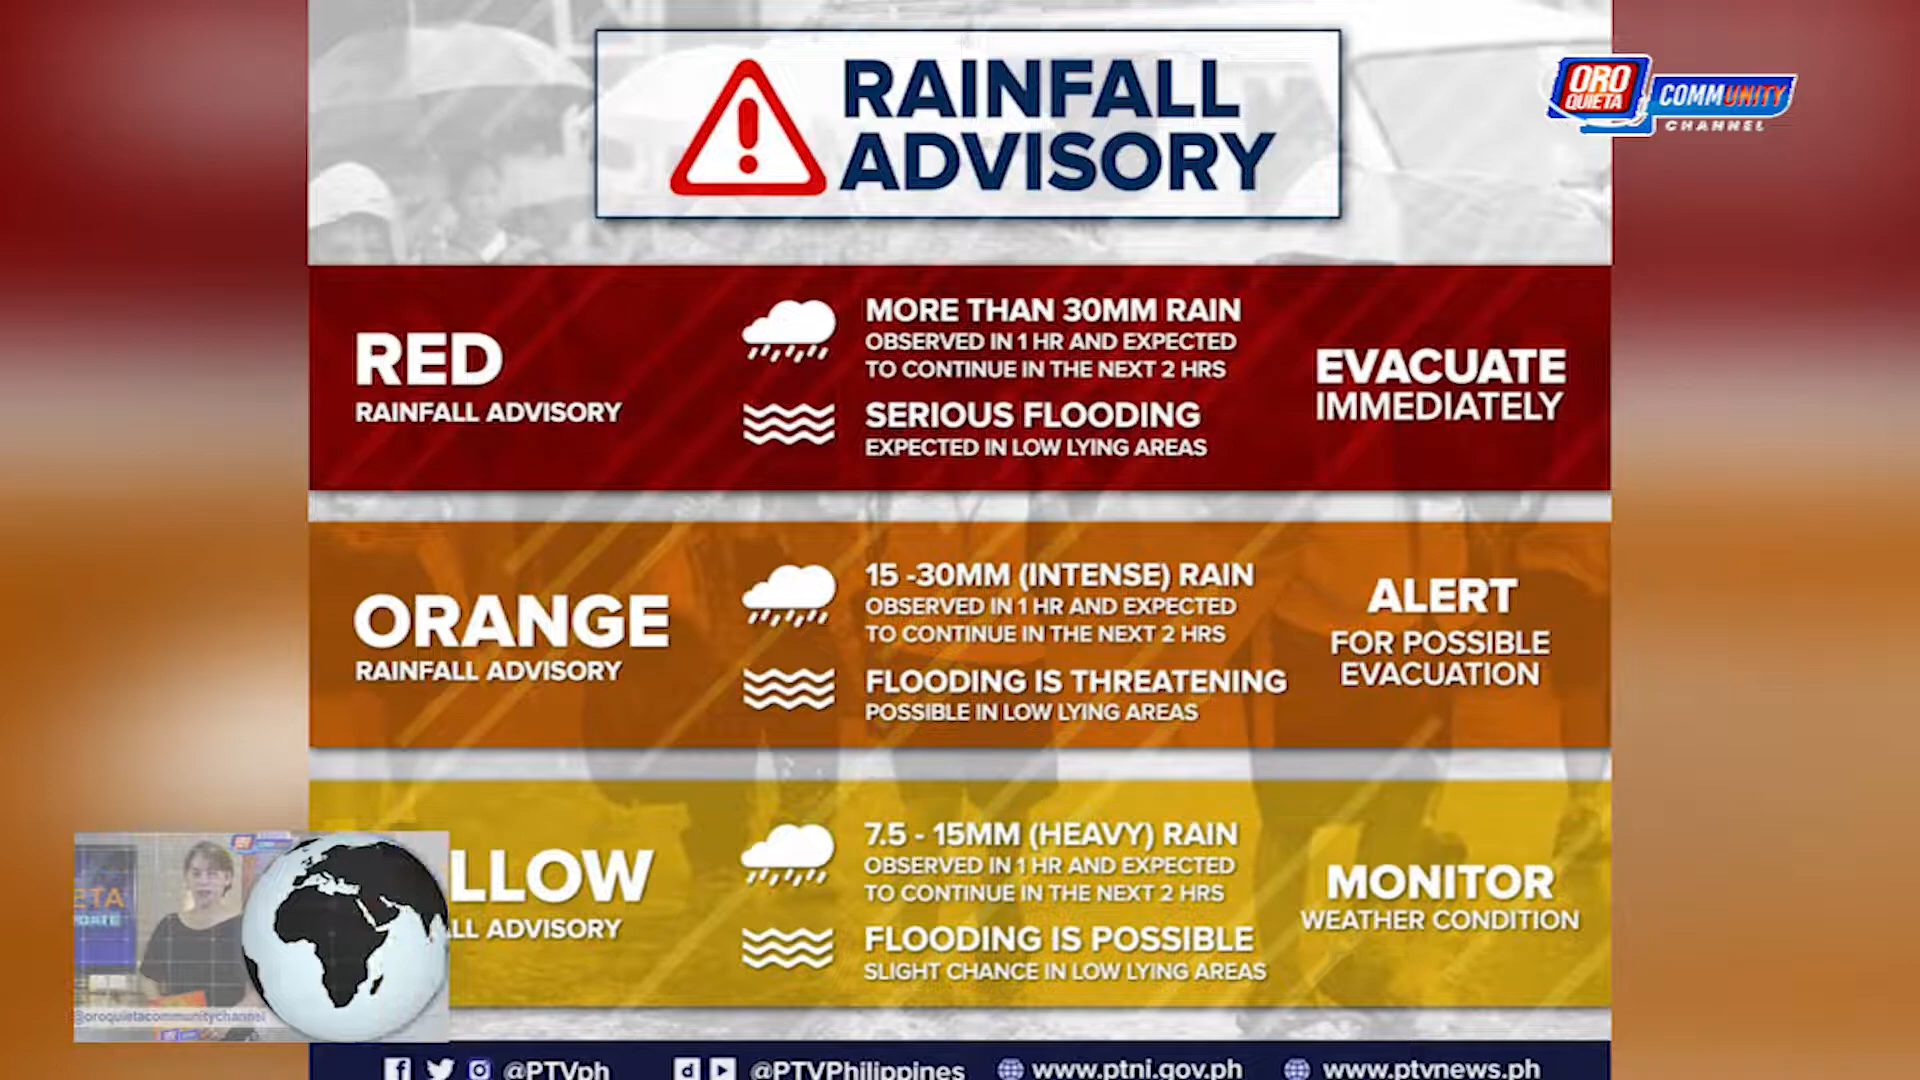 RAINFALL
ADVISORY
ORO
QUIETA
COMMUNITY
CHANNEL
RED
RAINFALL ADVISORY
MORE THAN 30MM RAIN
OBSERVED IN 1 HR AND EXPECTED
TO CONTINUE IN THE NEXT 2 HRS
SERIOUS FLOODING
EXPECTED IN LOW LYING AREAS
EVACUATE
IMMEDIATELY
ORANGE
RAINFALL ADVISORY
15 -30MM (INTENSE) RAIN
OBSERVED IN 1 HR AND EXPECTED
TO CONTINUE IN THE NEXT 2 HRS
FLOODING IS THREATENING
POSSIBLE IN LOW LYING AREAS
ALERT
FOR POSSIBLE
EVACUATION
LLOW
LL ADVISORY
7.5 - 15MM (HEAVY) RAIN
OBSERVED IN 1 HR AND EXPECTED
TO CONTINUE IN THE NEXT 2 HRS
FLOODING IS POSSIBLE
SLIGHT CHANCE IN LOW LYING AREAS
MONITOR
WEATHER CONDITION
ETA
DATE
@oroquietacommunitychannel
@PTVph
@PTVPhilippines
www.ptni.gov.ph
www.ptvnews.ph